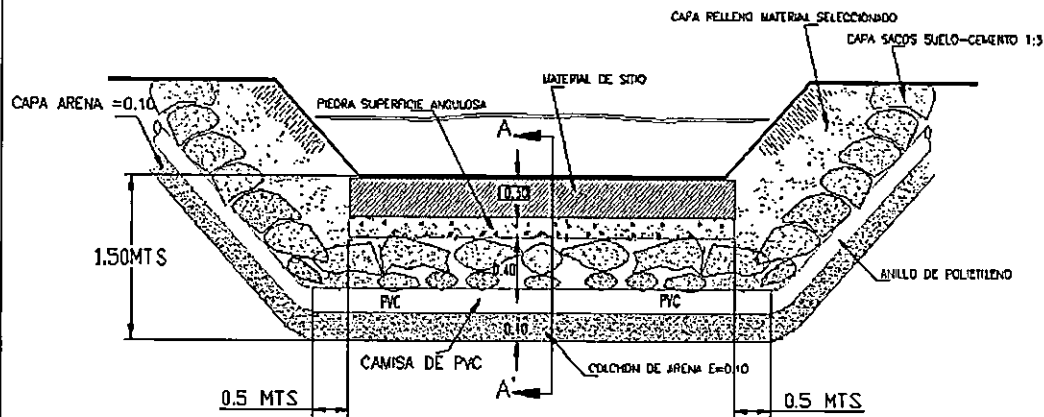 CAPA RELLENO MATERIAL SELECCIONADO
CAPA SACOS SUELO-CEMENTO 1:3
MATERIAL DE SITIO
CAPA ARENA =0.10
PIEDRA SUPERFICIE ANGULOSA
A
0.30
1.50MTS
0.40
ANILLO DE POLIETILENO
PVC
PVC
0.10
CAMISA DE PVC
COLCHON DE ARENA E=0.10
A'
0.5 MTS
0.5 MTS